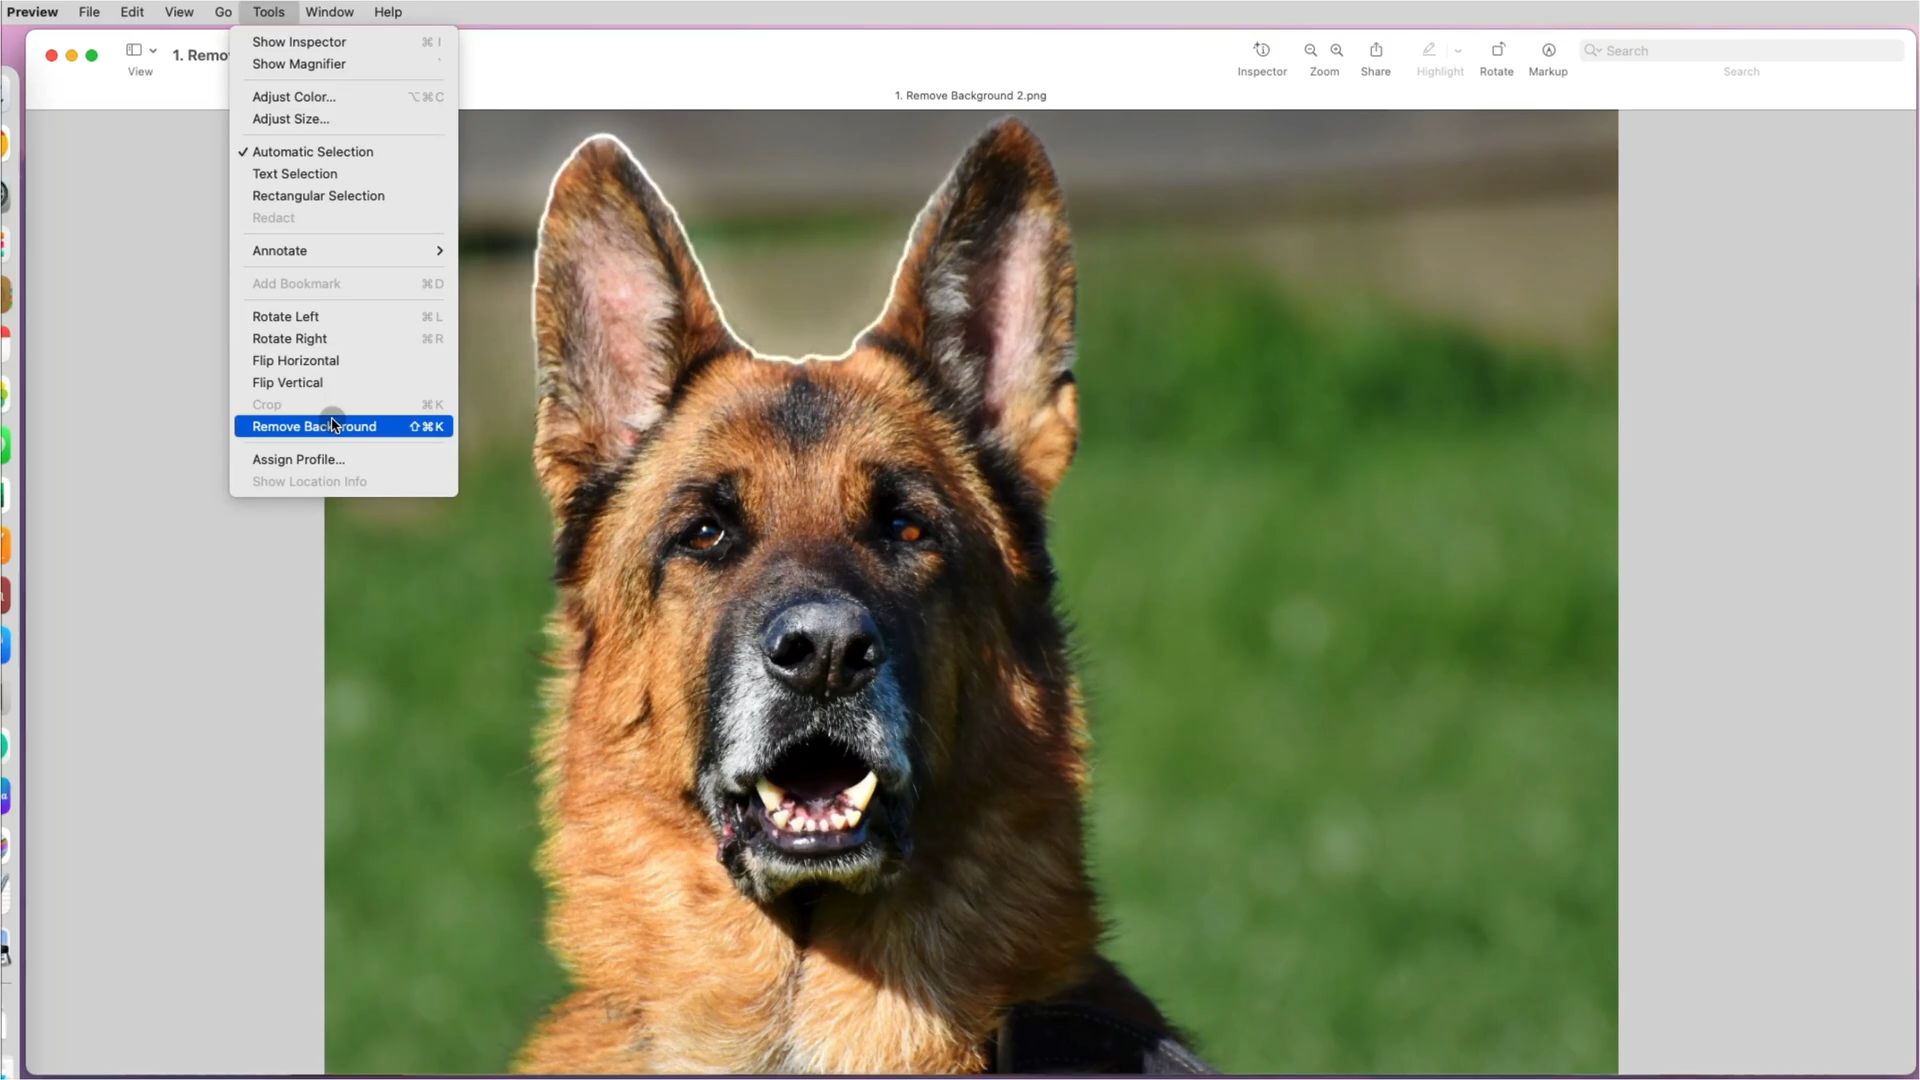 Preview File Edit View Go Tools Window Help
View
1. Remo
Inspector
Zoom
Share
Highlight
Rotate
Markup
Search
Search
1. Remove Background 2.png
Show Inspector ⌘ I
Show Magnifier `
Adjust Color... ⌥⌘C
Adjust Size...
✓ Automatic Selection
Text Selection
Rectangular Selection
Redact
Annotate >
Add Bookmark ⌘D
Rotate Left ⌘L
Rotate Right ⌘R
Flip Horizontal
Flip Vertical
Crop ⌘K
Remove Background ⇧⌘K
Assign Profile...
Show Location Info